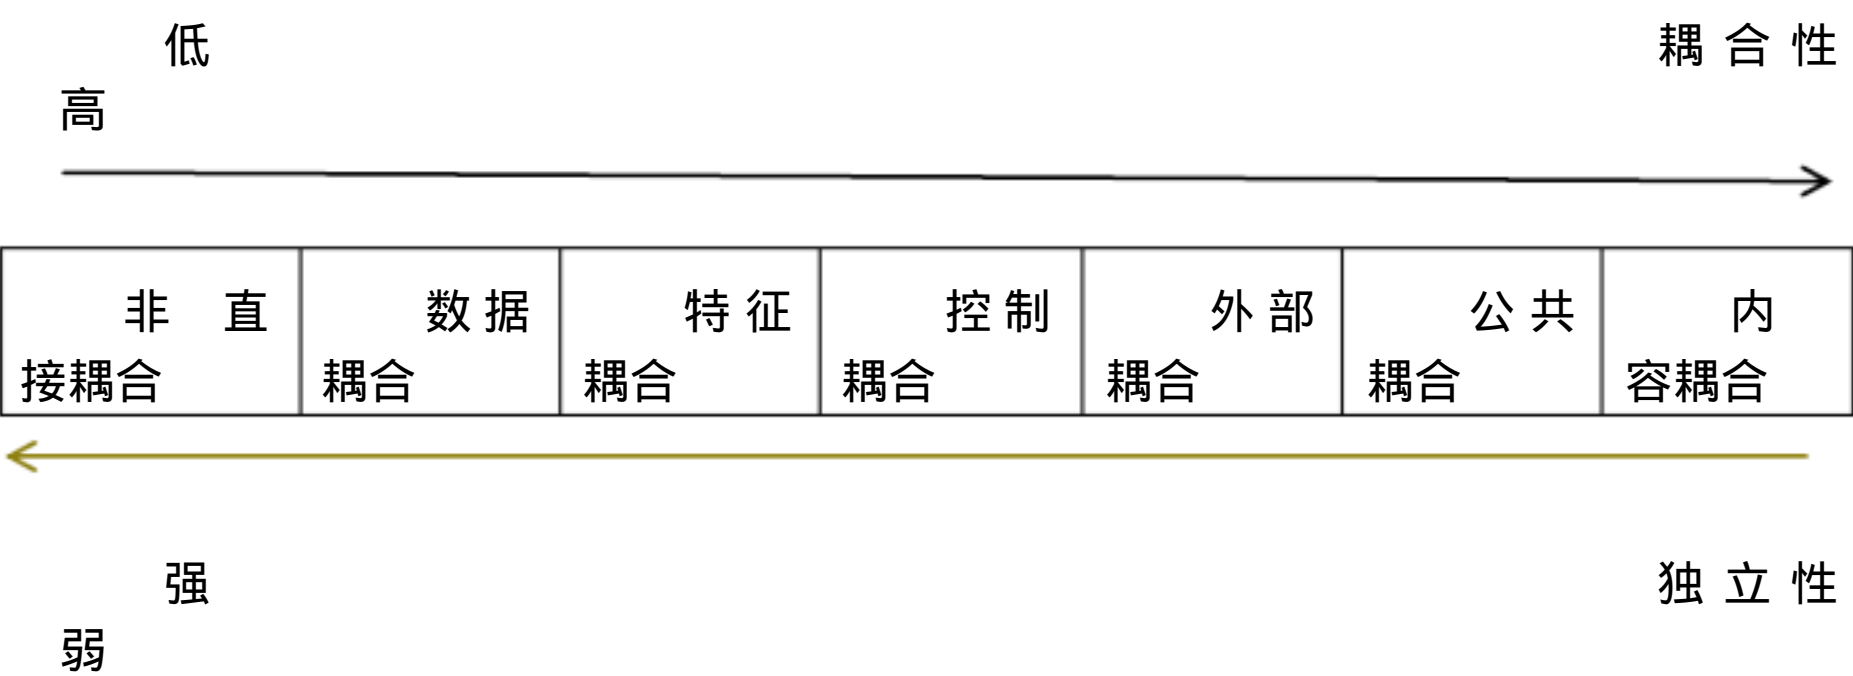 低 耦合性
高
非 直
接耦合
数据
耦合
特征
耦合
控制
耦合
外部
耦合
公共
耦合
内
容耦合
强 独立性
弱